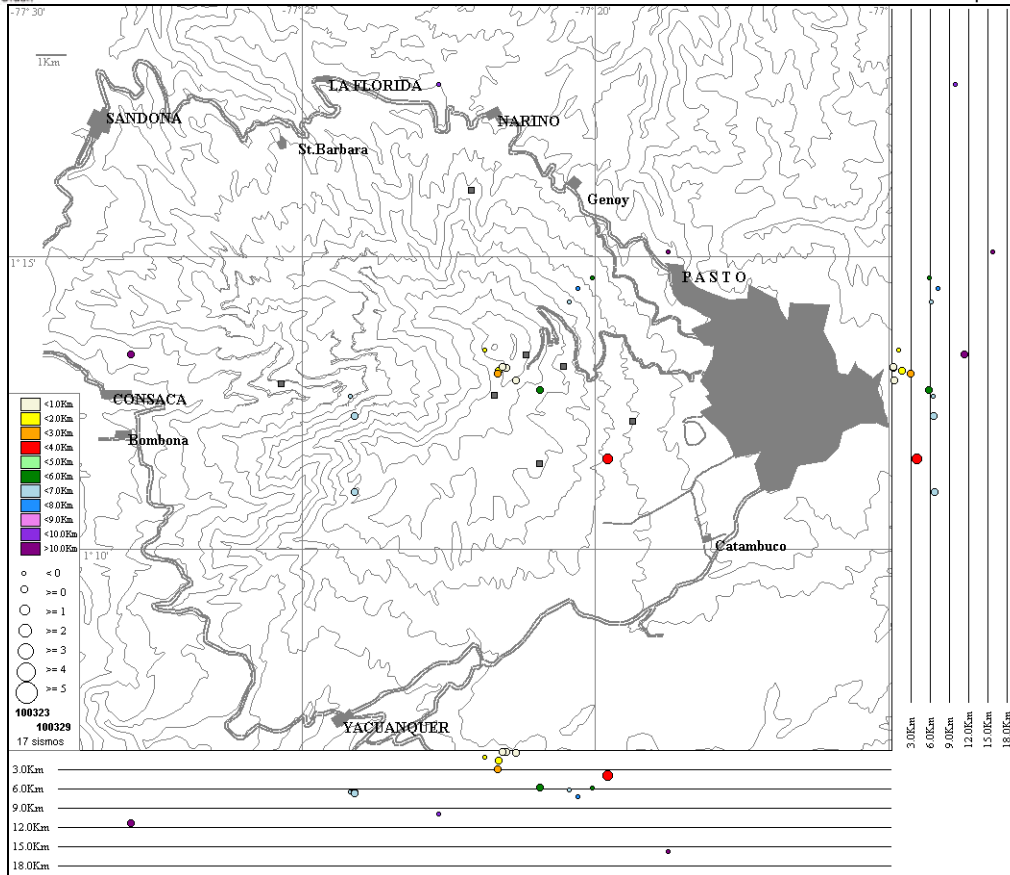 -77° 30'
-77° 25'
-77° 20'
-77°
1Km
LA FLORIDA
SANDONA
NARINO
St.Barbara
Genoy
1° 15'
PASTO
CONSACA
Bombona
<1.0Km
<2.0Km
<3.0Km
<4.0Km
<5.0Km
<6.0Km
<7.0Km
<8.0Km
<9.0Km
<10.0Km
>10.0Km
1° 10'
Catambuco
< 0
>= 0
>= 1
>= 2
>= 3
>= 4
>= 5
100323
100329
17 sismos
YACUANQUER
3.0Km
6.0Km
9.0Km
12.0Km
15.0Km
18.0Km
3.0Km
6.0Km
9.0Km
12.0Km
15.0Km
18.0Km